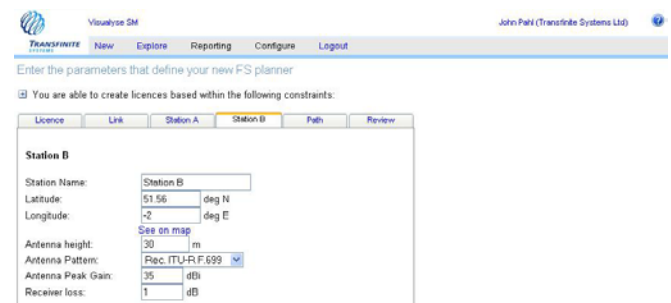 Visualyse SM
John Pahl (Transfinite Systems Ltd)
TRANSFINITE
SYSTEMS
New Explore Reporting Configure Logout
Enter the parameters that define your new FS planner
You are able to create licences based within the following constraints:
Licence Link Station A Station B Path Review
Station B
Station Name: Station B
Latitude: 51.56 deg N
Longitude: -2 deg E
See on map
Antenna height: 30 m
Antenna Pattern: Rec. ITU-R F.699
Antenna Peak Gain: 35 dBi
Receiver loss: 1 dB